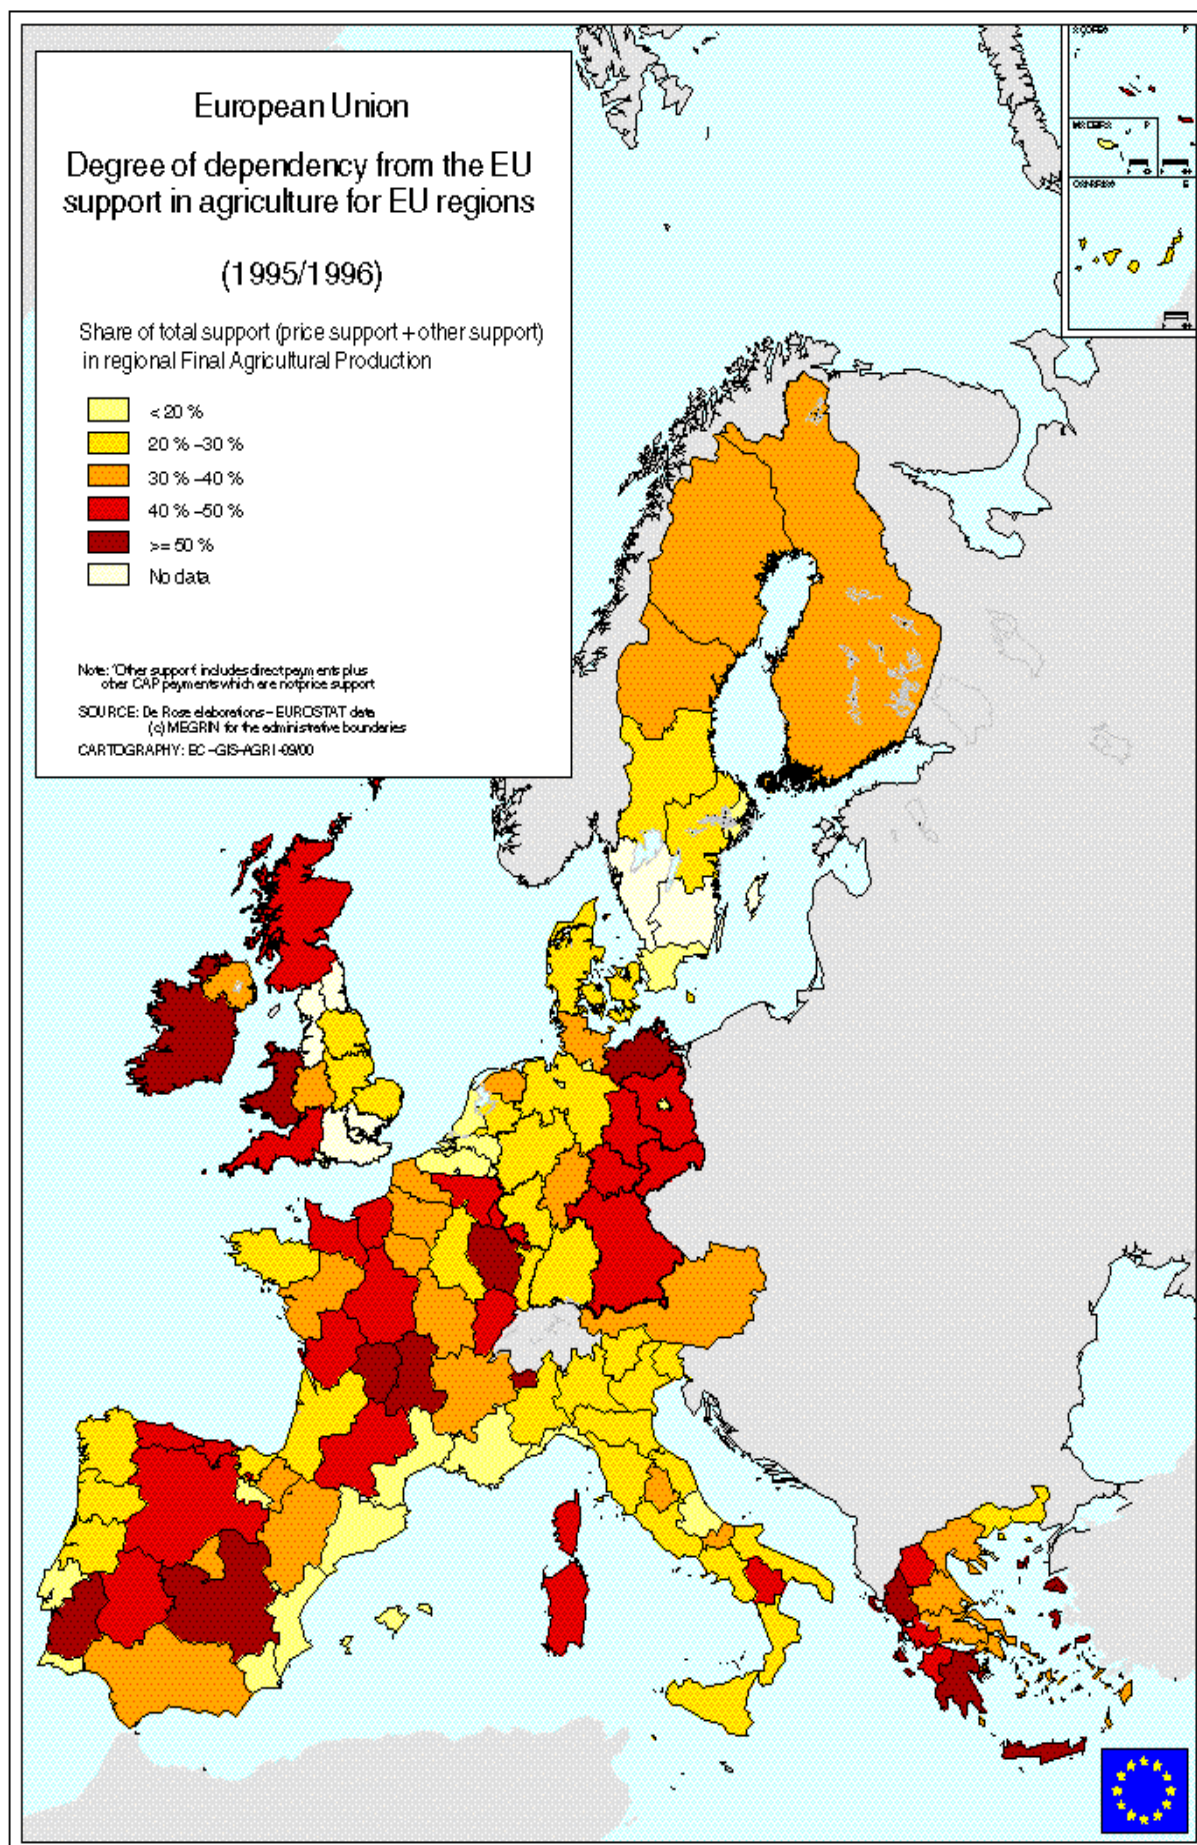 European Union
Degree of dependency from the EU
support in agriculture for EU regions
(1995/1996)
Share of total support (price support + other support)
in regional Final Agricultural Production
< 20 %
20 % -30 %
30 % -40 %
40 % -50 %
>= 50 %
No data
Note: 'Other support' includes direct payments plus
other CAP payments which are not price support
SOURCE: De Rose elaborations - EUROSTAT data
(c) MEGRIN for the administrative boundaries
CARTOGRAPHY: EC -GIS-AGRI -09/00
P
P
E